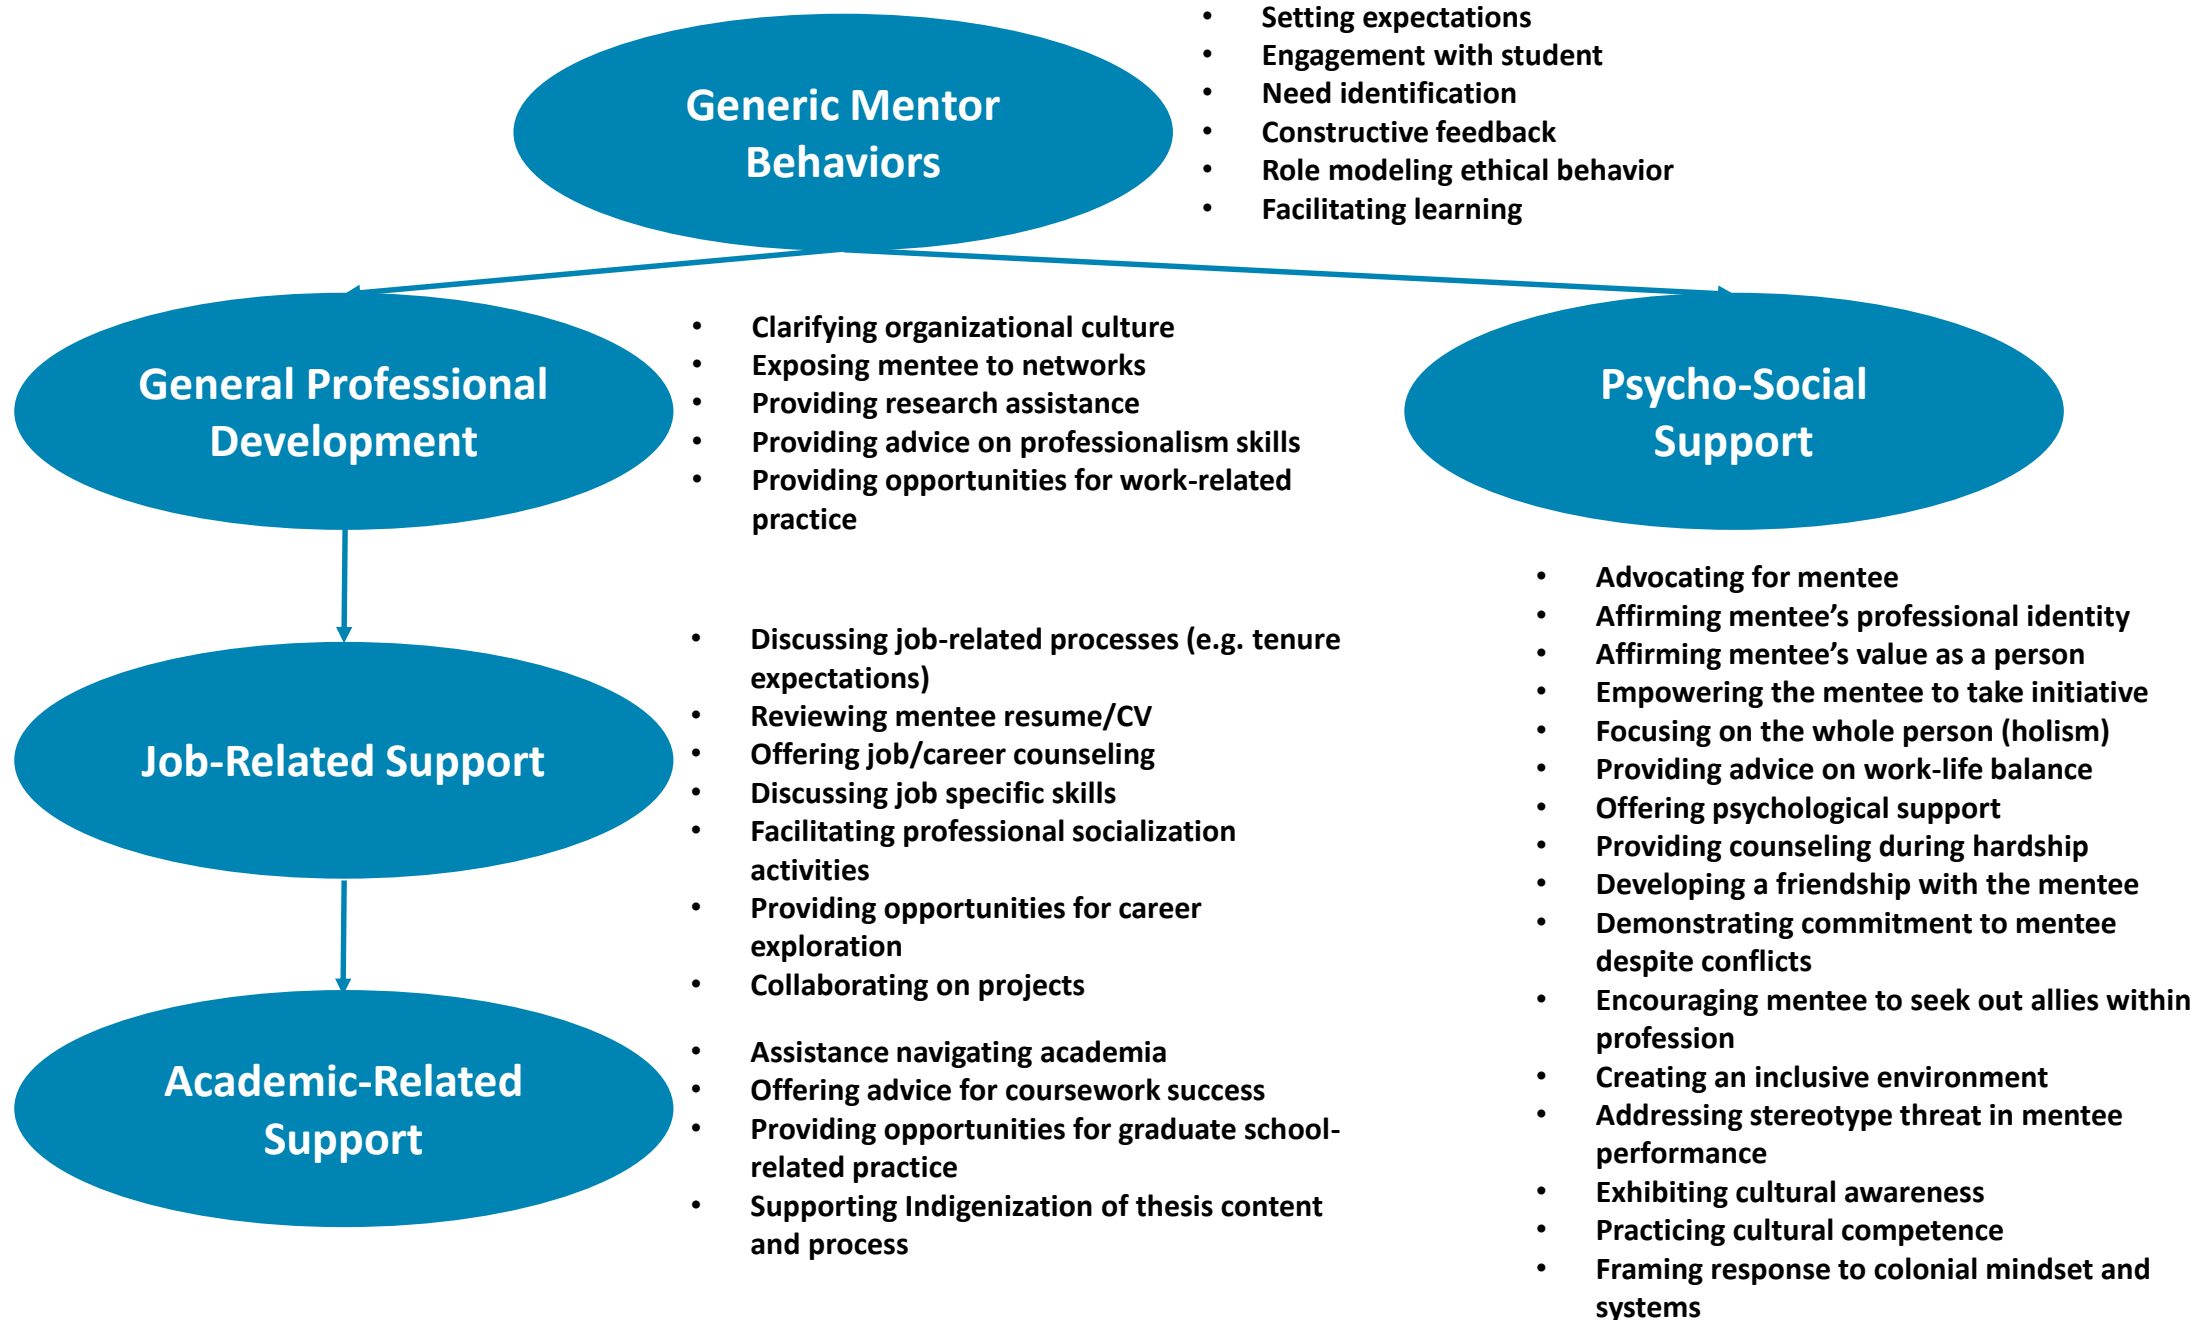 Generic Mentor
Behaviors
• Setting expectations
• Engagement with student
• Need identification
• Constructive feedback
• Role modeling ethical behavior
• Facilitating learning
General Professional
Development
• Clarifying organizational culture
• Exposing mentee to networks
• Providing research assistance
• Providing advice on professionalism skills
• Providing opportunities for work-related
practice
Job-Related Support
• Discussing job-related processes (e.g. tenure
expectations)
• Reviewing mentee resume/CV
• Offering job/career counseling
• Discussing job specific skills
• Facilitating professional socialization
activities
• Providing opportunities for career
exploration
• Collaborating on projects
Academic-Related
Support
• Assistance navigating academia
• Offering advice for coursework success
• Providing opportunities for graduate school-
related practice
• Supporting Indigenization of thesis content
and process
Psycho-Social
Support
• Advocating for mentee
• Affirming mentee’s professional identity
• Affirming mentee’s value as a person
• Empowering the mentee to take initiative
• Focusing on the whole person (holism)
• Providing advice on work-life balance
• Offering psychological support
• Providing counseling during hardship
• Developing a friendship with the mentee
• Demonstrating commitment to mentee
despite conflicts
• Encouraging mentee to seek out allies within
profession
• Creating an inclusive environment
• Addressing stereotype threat in mentee
performance
• Exhibiting cultural awareness
• Practicing cultural competence
• Framing response to colonial mindset and
systems